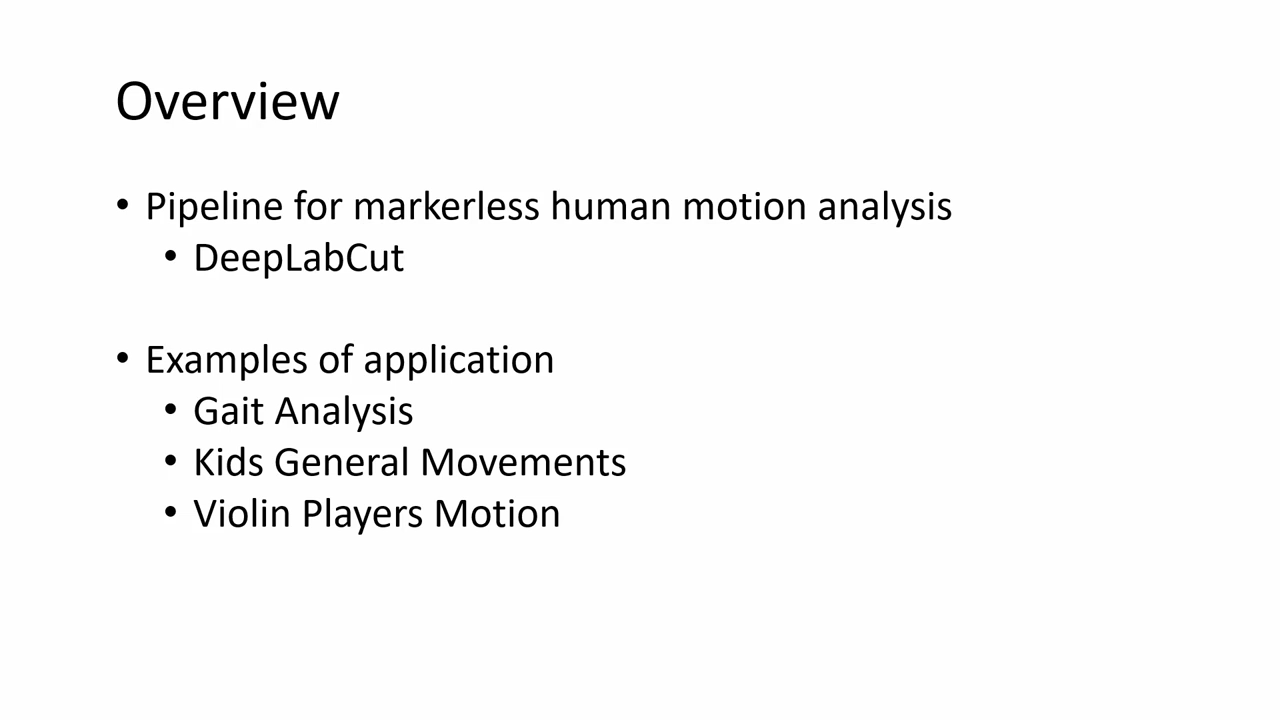 Overview
• Pipeline for markerless human motion analysis
• DeepLabCut
• Examples of application
• Gait Analysis
• Kids General Movements
• Violin Players Motion